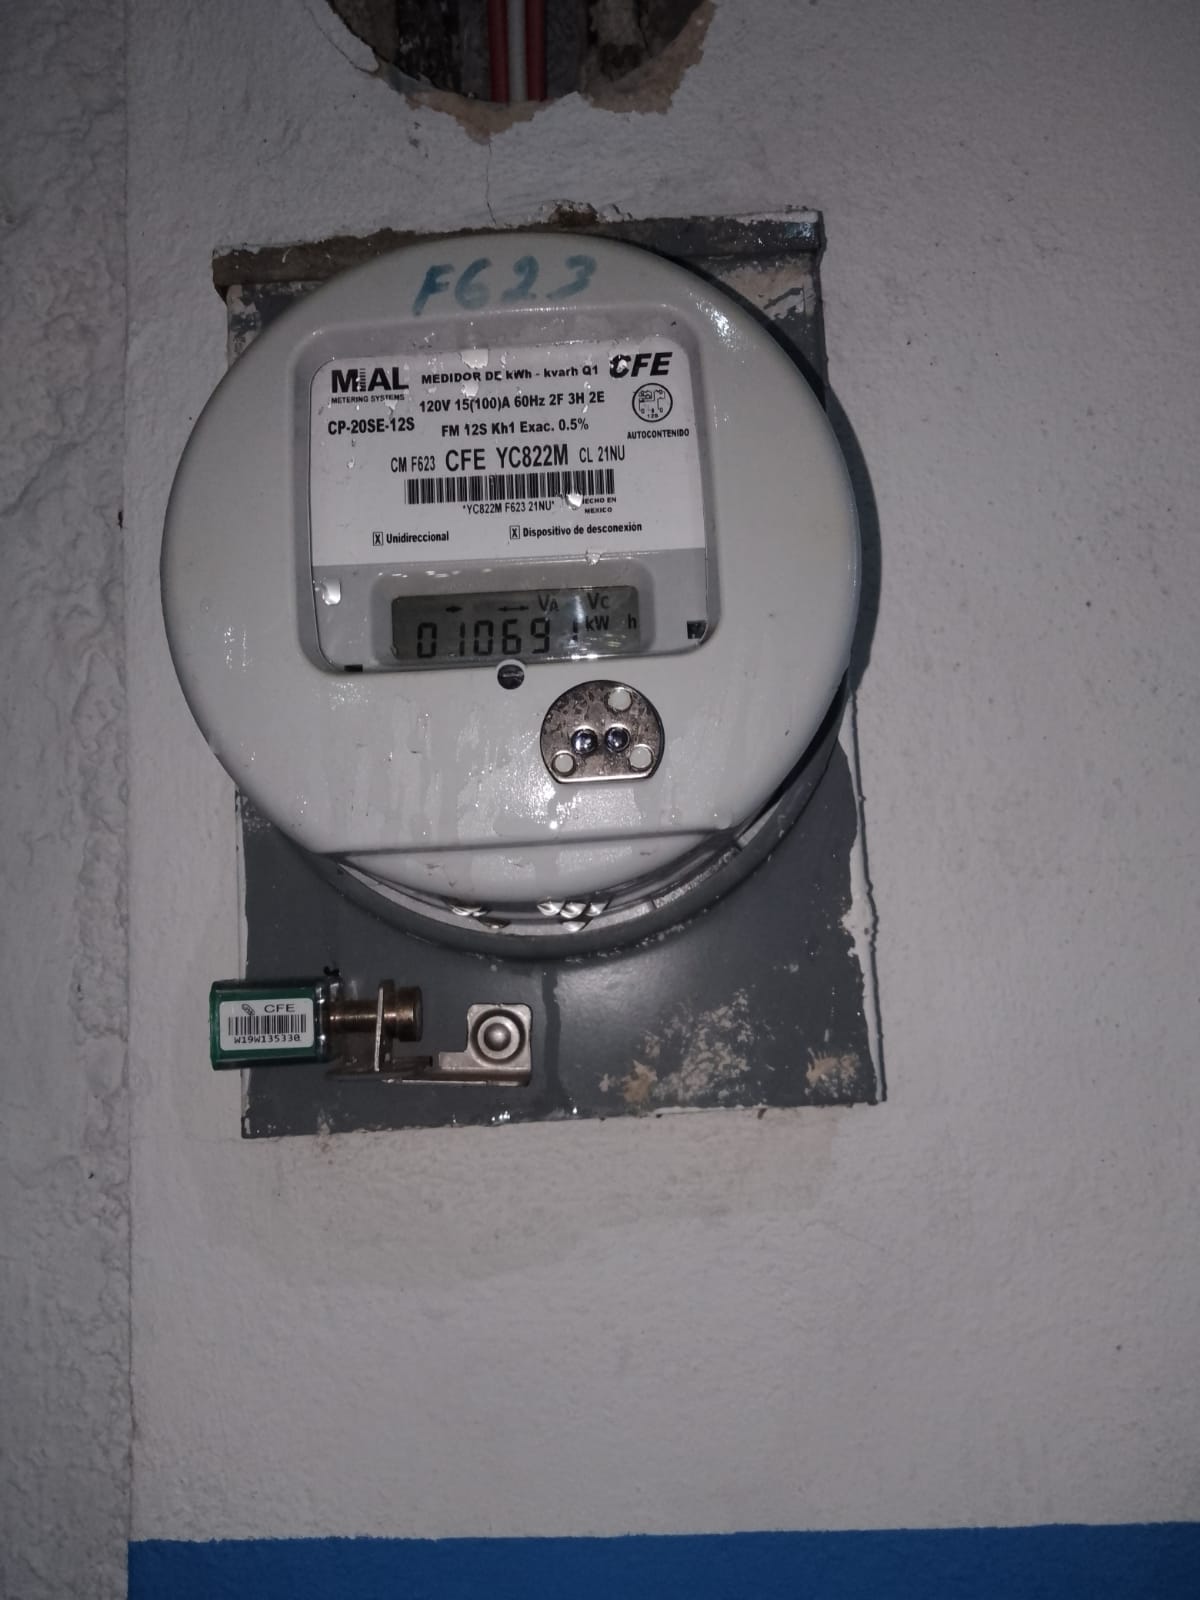 F623
MIAL
METERING SYSTEMS
MEDIDOR DE kWh - kvarh Q1
CFE
120V 15(100)A 60Hz 2F 3H 2E
CP-20SE-12S
FM 12S Kh1 Exac. 0.5%
AUTOCONTENIDO
CM F623 CFE YC822M CL 21NU
*YC822M F623 21NU*
HECHO EN
MEXICO
X Unidireccional
X Dispositivo de desconexión
VA VC
010691 kW h
CFE
W19W135330